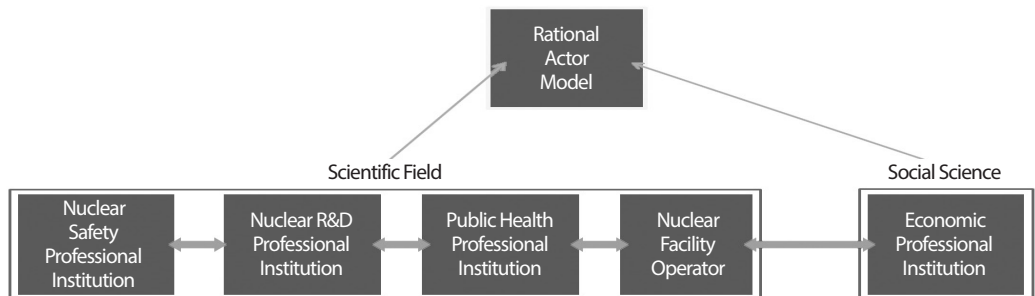 Rational
Actor
Model
Scientific Field
Social Science
Nuclear
Safety
Professional
Institution
Nuclear R&D
Professional
Institution
Public Health
Professional
Institution
Nuclear
Facility
Operator
Economic
Professional
Institution